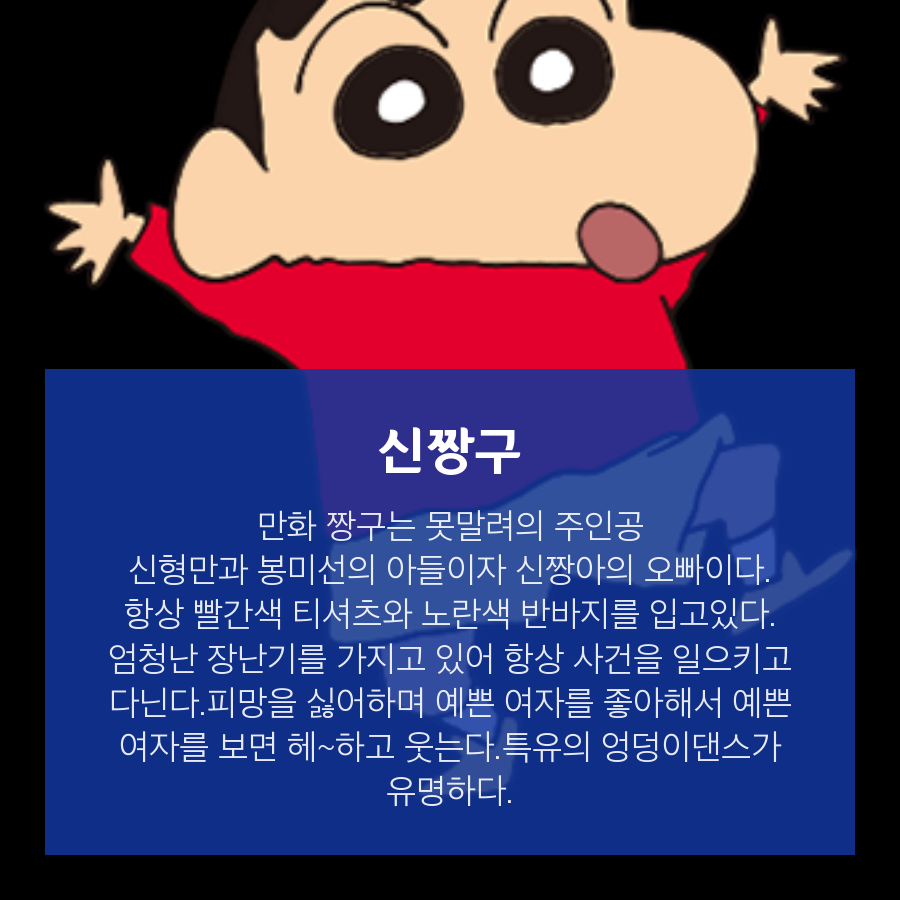 신짱구
만화 짱구는 못말려의 주인공
신형만과 봉미선의 아들이자 신짱아의 오빠이다.
항상 빨간색 티셔츠와 노란색 반바지를 입고있다.
엄청난 장난기를 가지고 있어 항상 사건을 일으키고
다닌다.피망을 싫어하며 예쁜 여자를 좋아해서 예쁜
여자를 보면 헤~하고 웃는다.특유의 엉덩이댄스가
유명하다.